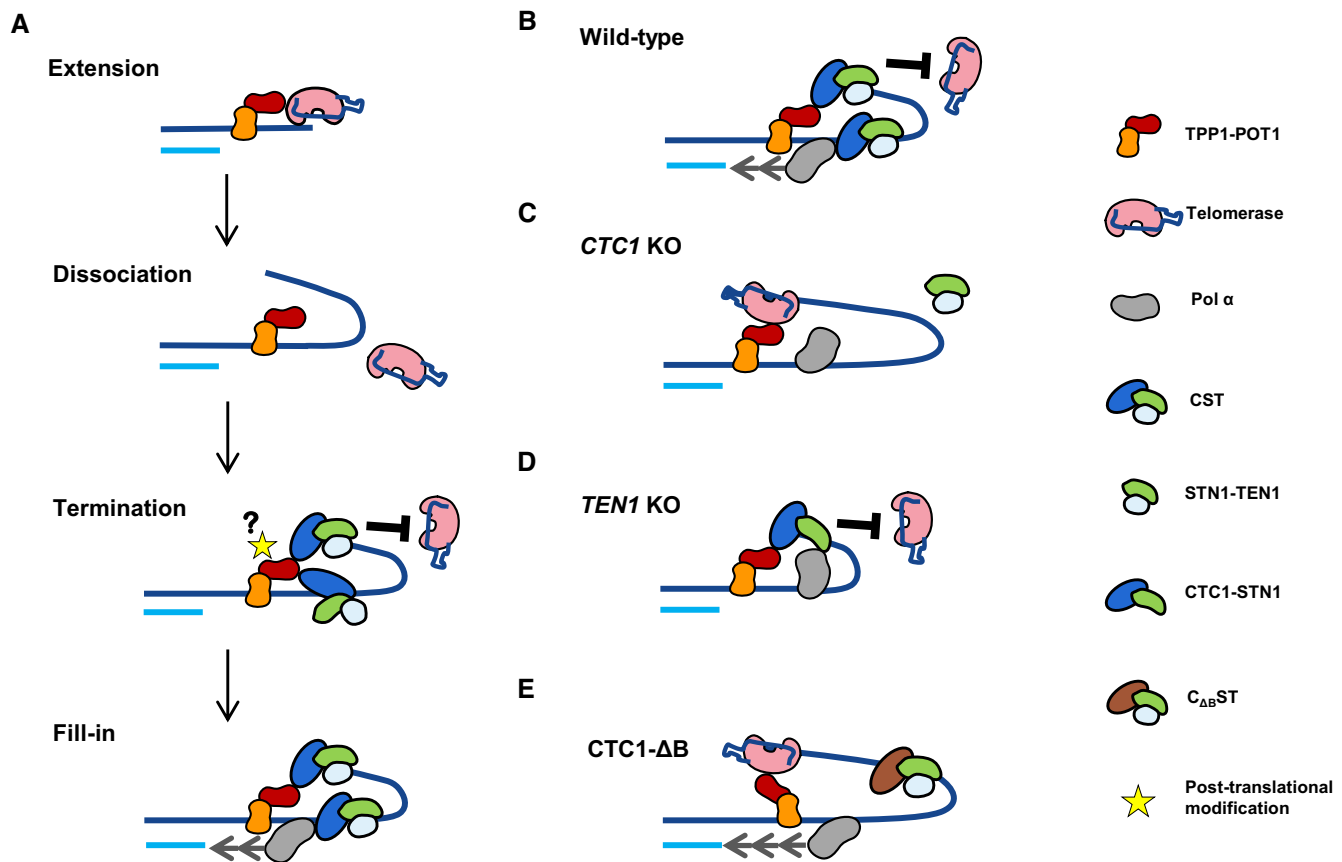 A
Extension
Dissociation
Termination
?
Fill-in
B
Wild-type
C
CTC1 KO
D
TEN1 KO
E
CTC1-ΔB
TPP1-POT1
Telomerase
Pol α
CST
STN1-TEN1
CTC1-STN1
CΔBST
Post-translational
modification